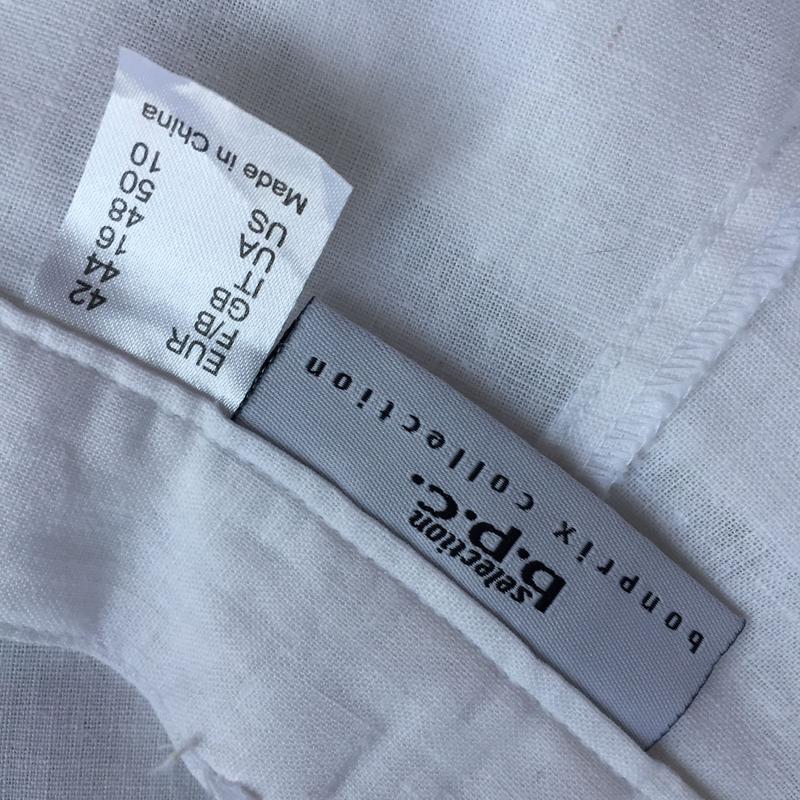 b.p.c.
selection
bonprix collection
EUR 42
F/B 44
GB 16
IT 48
UA 50
US 10
Made in China